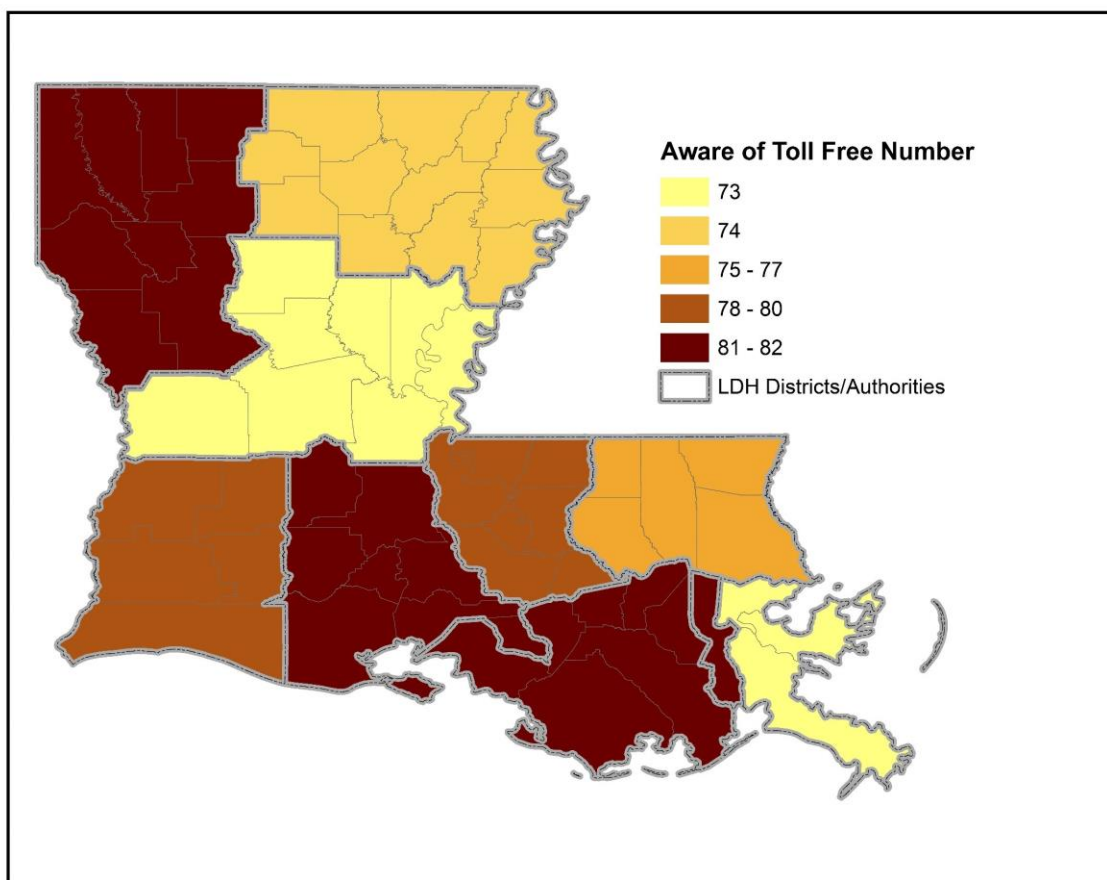 Aware of Toll Free Number
73
74
75 - 77
78 - 80
81 - 82
LDH Districts/Authorities